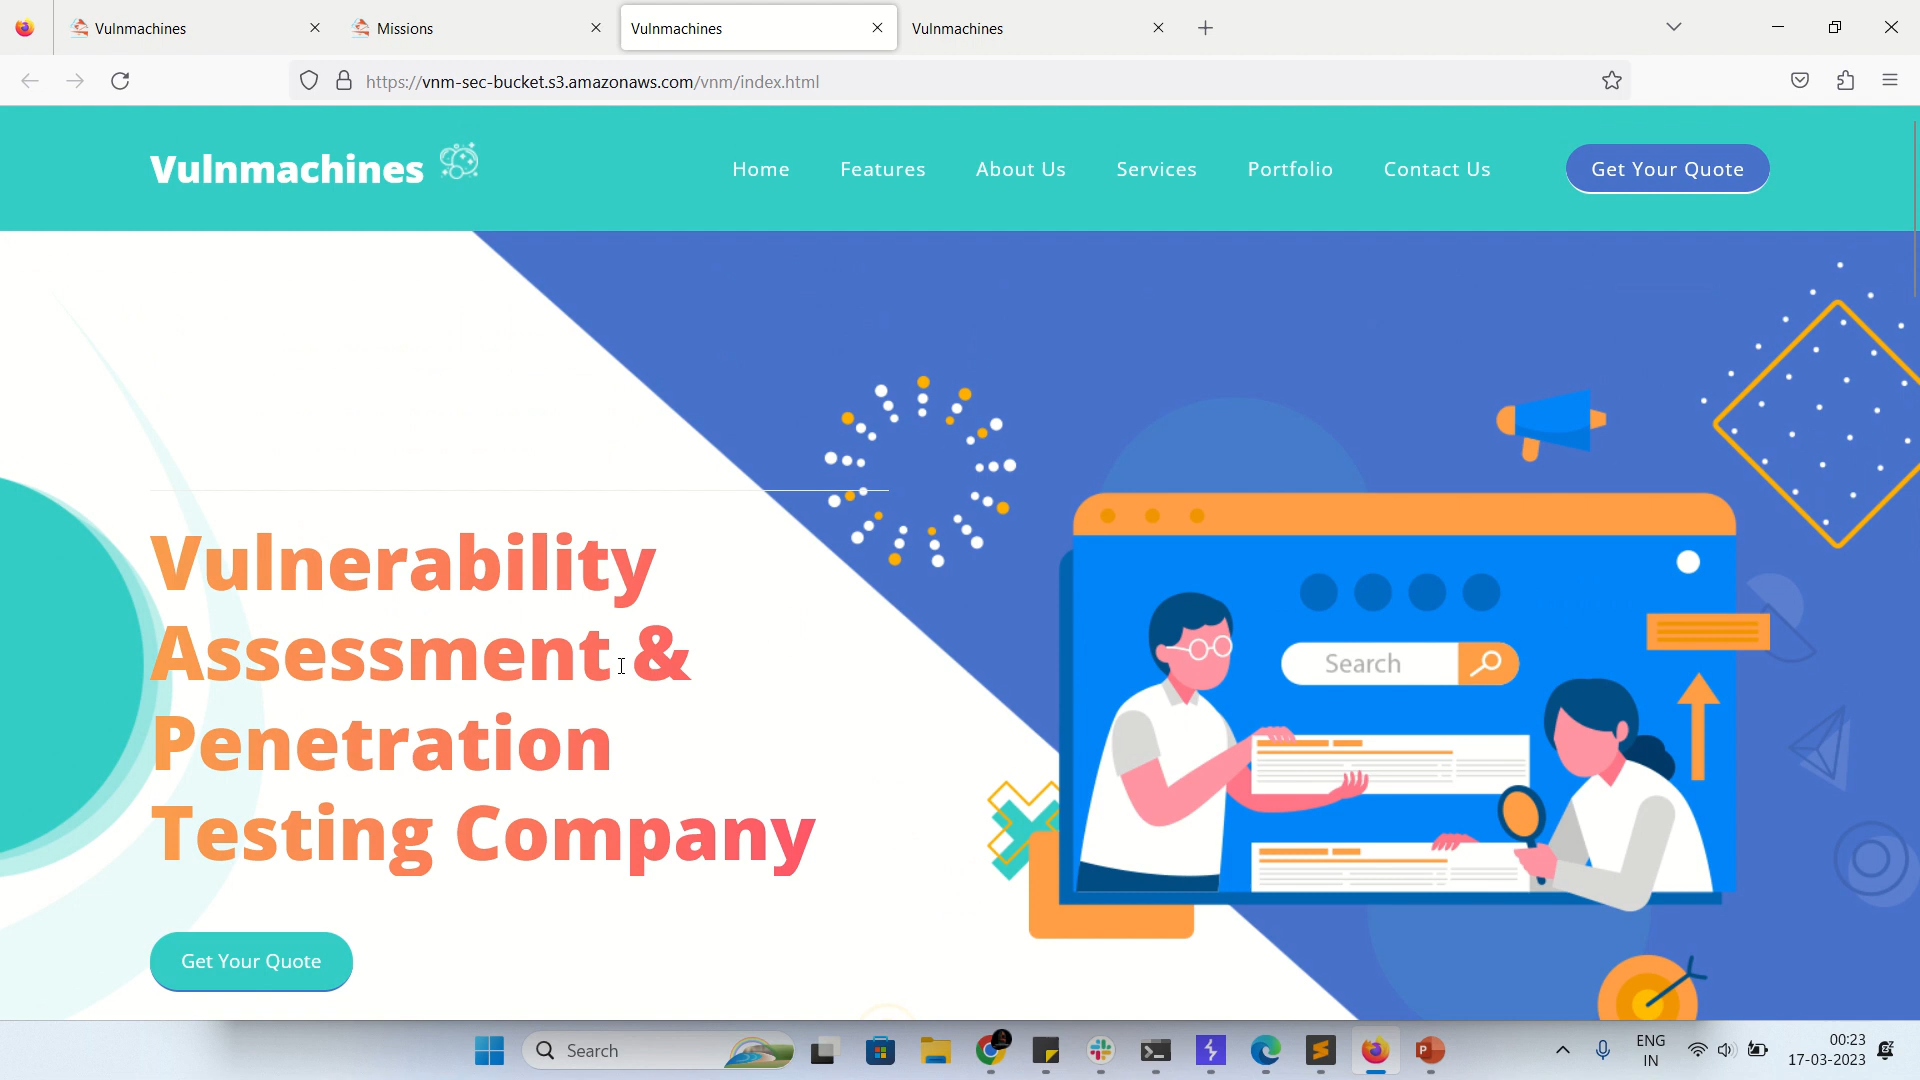 Vulnmachines
Missions
Vulnmachines
Vulnmachines
https://vnm-sec-bucket.s3.amazonaws.com/vnm/index.html
Vulnmachines
Home
Features
About Us
Services
Portfolio
Contact Us
Get Your Quote
Vulnerability
Assessment &
Penetration
Testing Company
Get Your Quote
Search
Search
ENG
IN
00:23
17-03-2023